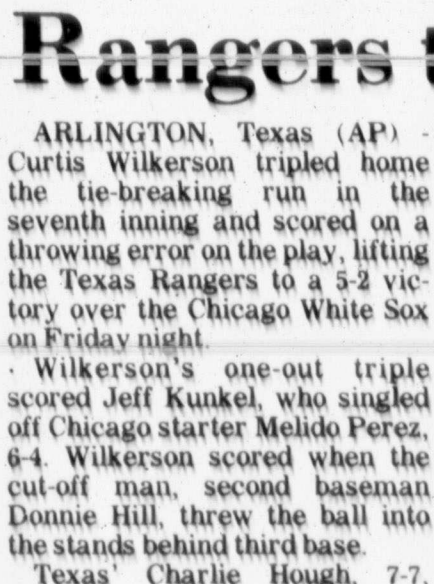 Rangers t
ARLINGTON, Texas (AP) -
Curtis Wilkerson tripled home
the tie-breaking run in the
seventh inning and scored on a
throwing error on the play, lifting
the Texas Rangers to a 5-2 vic-
tory over the Chicago White Sox
on Friday night.
Wilkerson's one-out triple
scored Jeff Kunkel, who singled
off Chicago starter Melido Perez,
6-4. Wilkerson scored when the
cut-off man, second baseman
Donnie Hill, threw the ball into
the stands behind third base.
Texas' Charlie Hough, 7-7,